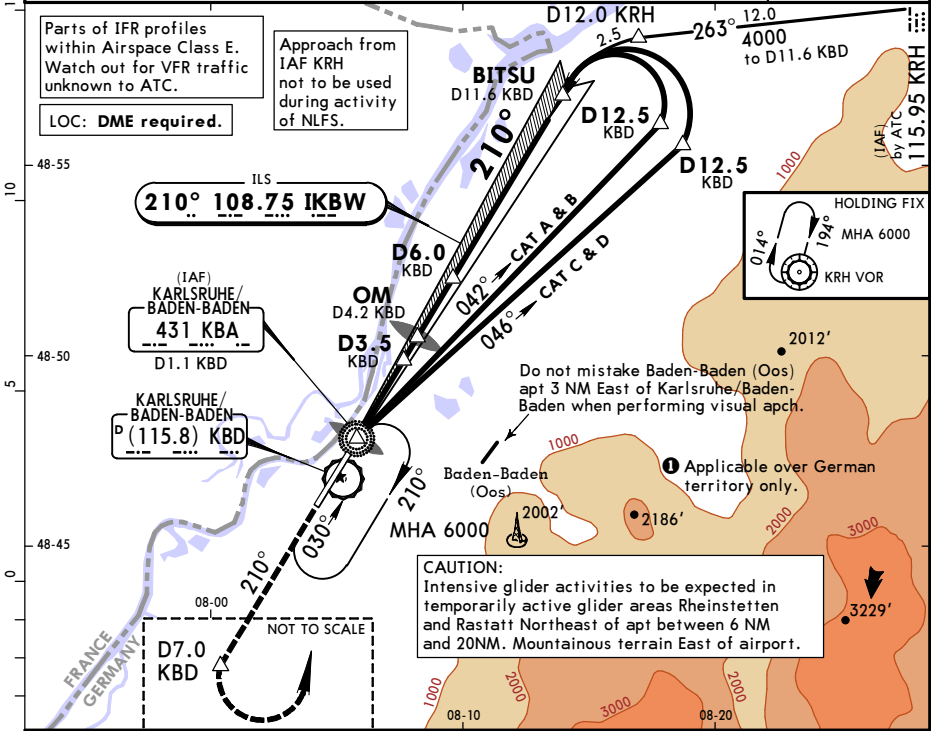 Parts of IFR profiles
within Airspace Class E.
Watch out for VFR traffic
unknown to ATC.
LOC: DME required.
Approach from
IAF KRH
not to be used
during activity
of NLFS.
D12.0 KRH
2.5
263°
12.0
4000
to D11.6 KBD
(IAF)
by ATC
115.95 KRH
BITSU
D11.6 KBD
210°
D12.5
KBD
D12.5
KBD
1000
48-55
10
ILS
210° 108.75 IKBW
HOLDING FIX
MHA 6000
014°
194°
KRH VOR
D6.0
KBD
042°
CAT A & B
046°
CAT C & D
(IAF)
KARLSRUHE/
BADEN-BADEN
431 KBA
D1.1 KBD
OM
D4.2 KBD
D3.5
KBD
2012'
48-50
5
Do not mistake Baden-Baden (Oos)
apt 3 NM East of Karlsruhe/Baden-
Baden when performing visual apch.
KARLSRUHE/
BADEN-BADEN
D (115.8) KBD
1000
Baden-Baden
(Oos)
1 Applicable over German
territory only.
210°
030°
MHA 6000
2002'
2186'
2000
3000
48-45
0
210°
CAUTION:
Intensive glider activities to be expected in
temporarily active glider areas Rheinstetten
and Rastatt Northeast of apt between 6 NM
and 20NM. Mountainous terrain East of airport.
3229'
08-00
NOT TO SCALE
D7.0
KBD
FRANCE
GERMANY
1000
2000
3000
2000
08-10
08-20